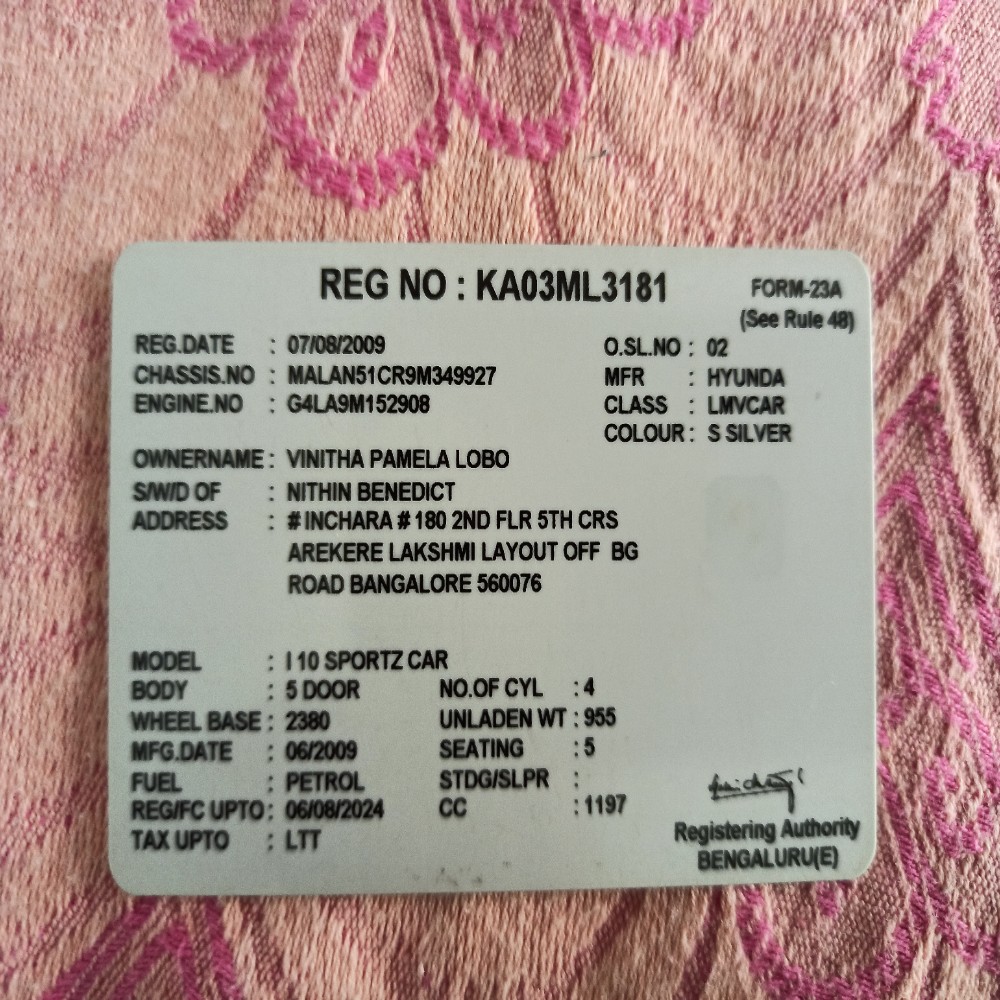 REG NO : KA03ML3181
FORM-23A
(See Rule 48)
REG.DATE : 07/08/2009
O.SL.NO : 02
CHASSIS.NO : MALAN51CR9M349927
MFR : HYUNDA
ENGINE.NO : G4LA9M152908
CLASS : LMVCAR
COLOUR : S SILVER
OWNERNAME : VINITHA PAMELA LOBO
S/W/D OF : NITHIN BENEDICT
ADDRESS : # INCHARA # 180 2ND FLR 5TH CRS
AREKERE LAKSHMI LAYOUT OFF BG
ROAD BANGALORE 560076
MODEL : I 10 SPORTZ CAR
BODY : 5 DOOR NO.OF CYL : 4
WHEEL BASE : 2380 UNLADEN WT : 955
MFG.DATE : 06/2009 SEATING : 5
FUEL : PETROL STDG/SLPR :
REG/FC UPTO : 06/08/2024 CC : 1197
TAX UPTO : LTT
Registering Authority
BENGALURU(E)